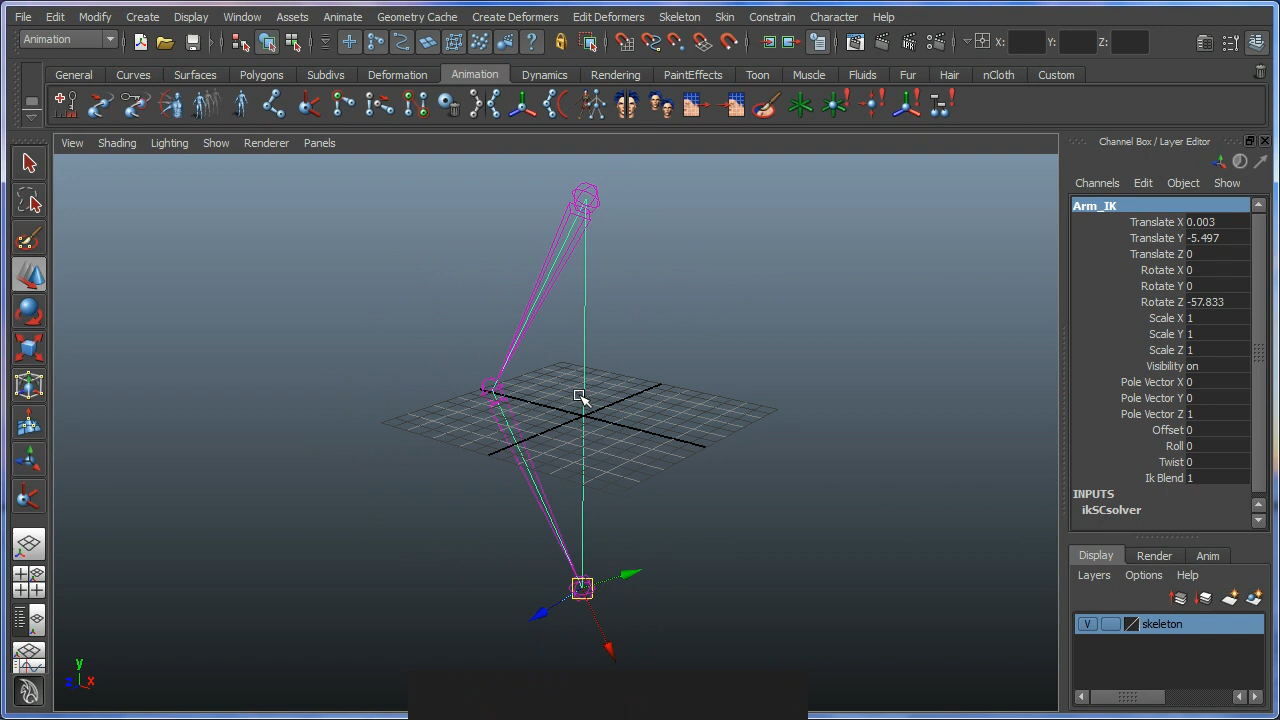 File Edit Modify Create Display Window Assets Animate Geometry Cache Create Deformers Edit Deformers Skeleton Skin Constrain Character Help
Animation X: Y: Z:
General Curves Surfaces Polygons Subdivs Deformation Animation Dynamics Rendering PaintEffects Toon Muscle Fluids Fur Hair nCloth Custom
View Shading Lighting Show Renderer Panels
Channel Box / Layer Editor
Channels Edit Object Show
Arm_IK
Translate X 0.003
Translate Y -5.497
Translate Z 0
Rotate X 0
Rotate Y 0
Rotate Z -57.833
Scale X 1
Scale Y 1
Scale Z 1
Visibility on
Pole Vector X 0
Pole Vector Y 0
Pole Vector Z 1
Offset 0
Roll 0
Twist 0
Ik Blend 1
INPUTS
ikSCsolver
Display Render Anim
Layers Options Help
V skeleton
y
z x